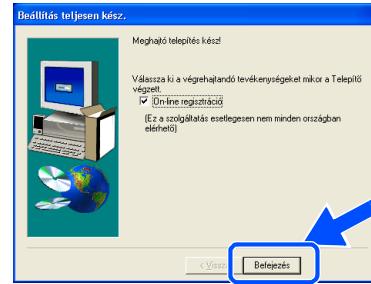 Beállítás teljesen kész.
Meghajtó telepítés kész!
Válassza ki a végrehajtandó tevékenységeket mikor a Telepítő
végzett.
On-line regisztráció
(Ez a szolgáltatás esetlegesen nem minden országban
elérhető)
Befejezés